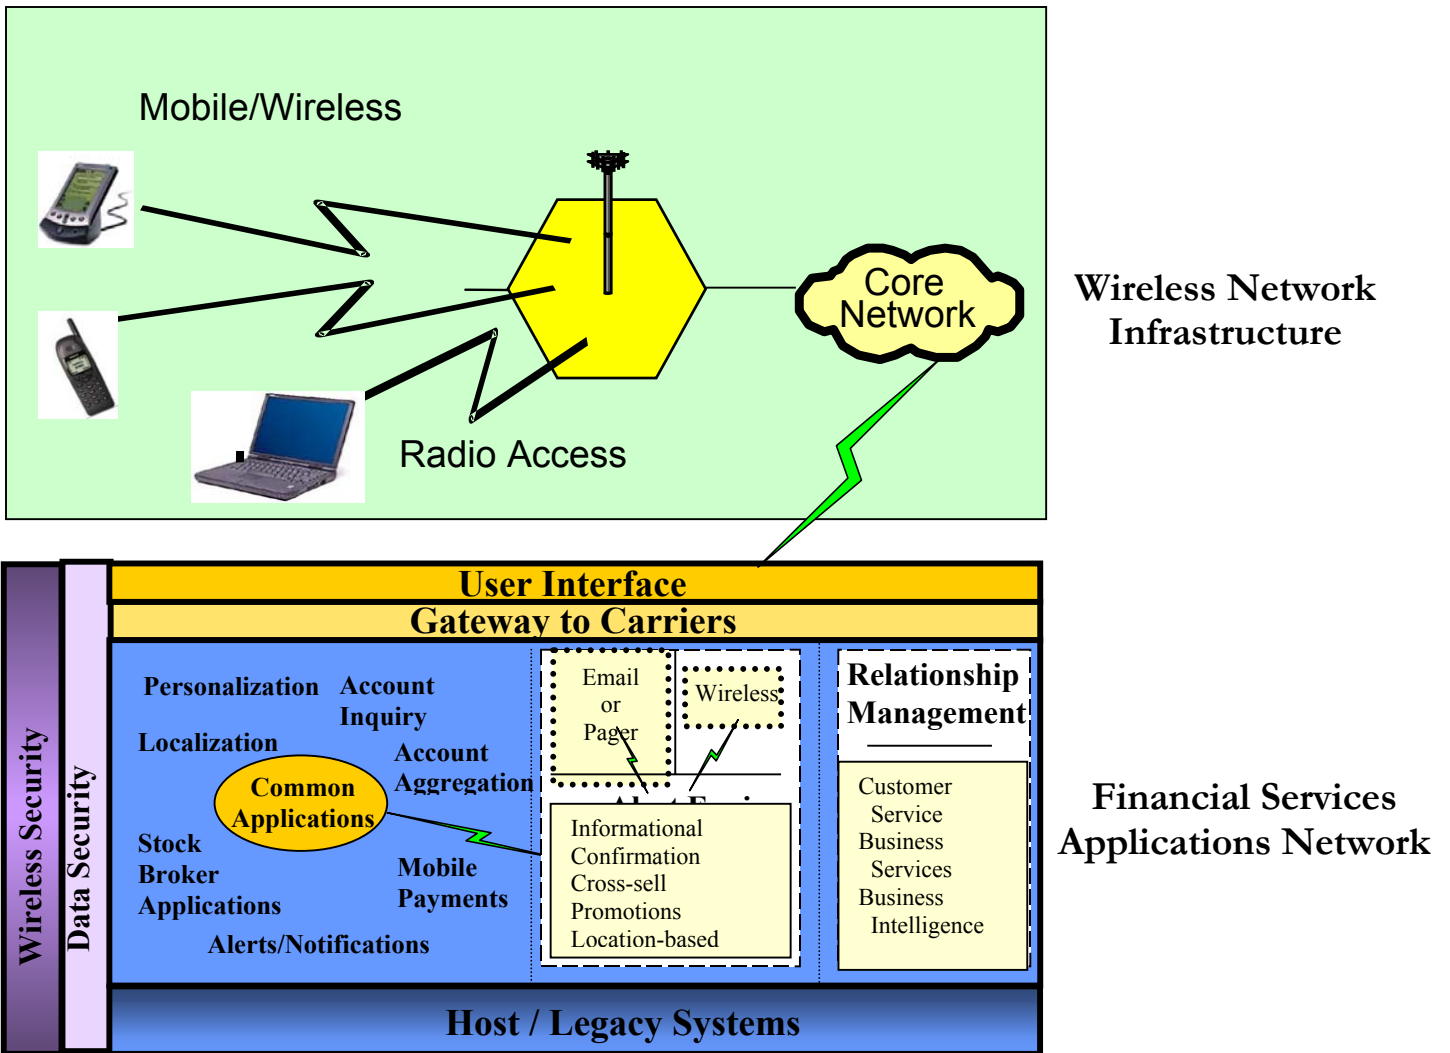 Mobile/Wireless
Core
Network
Radio Access
Wireless Network
Infrastructure
User Interface
Gateway to Carriers
Wireless Security
Data Security
Personalization
Account
Inquiry
Localization
Account
Aggregation
Common
Applications
Stock
Broker
Applications
Mobile
Payments
Alerts/Notifications
Email
or
Pager
Wireless
Informational
Confirmation
Cross-sell
Promotions
Location-based
Relationship
Management
Customer
Service
Business
Services
Business
Intelligence
Host / Legacy Systems
Financial Services
Applications Network